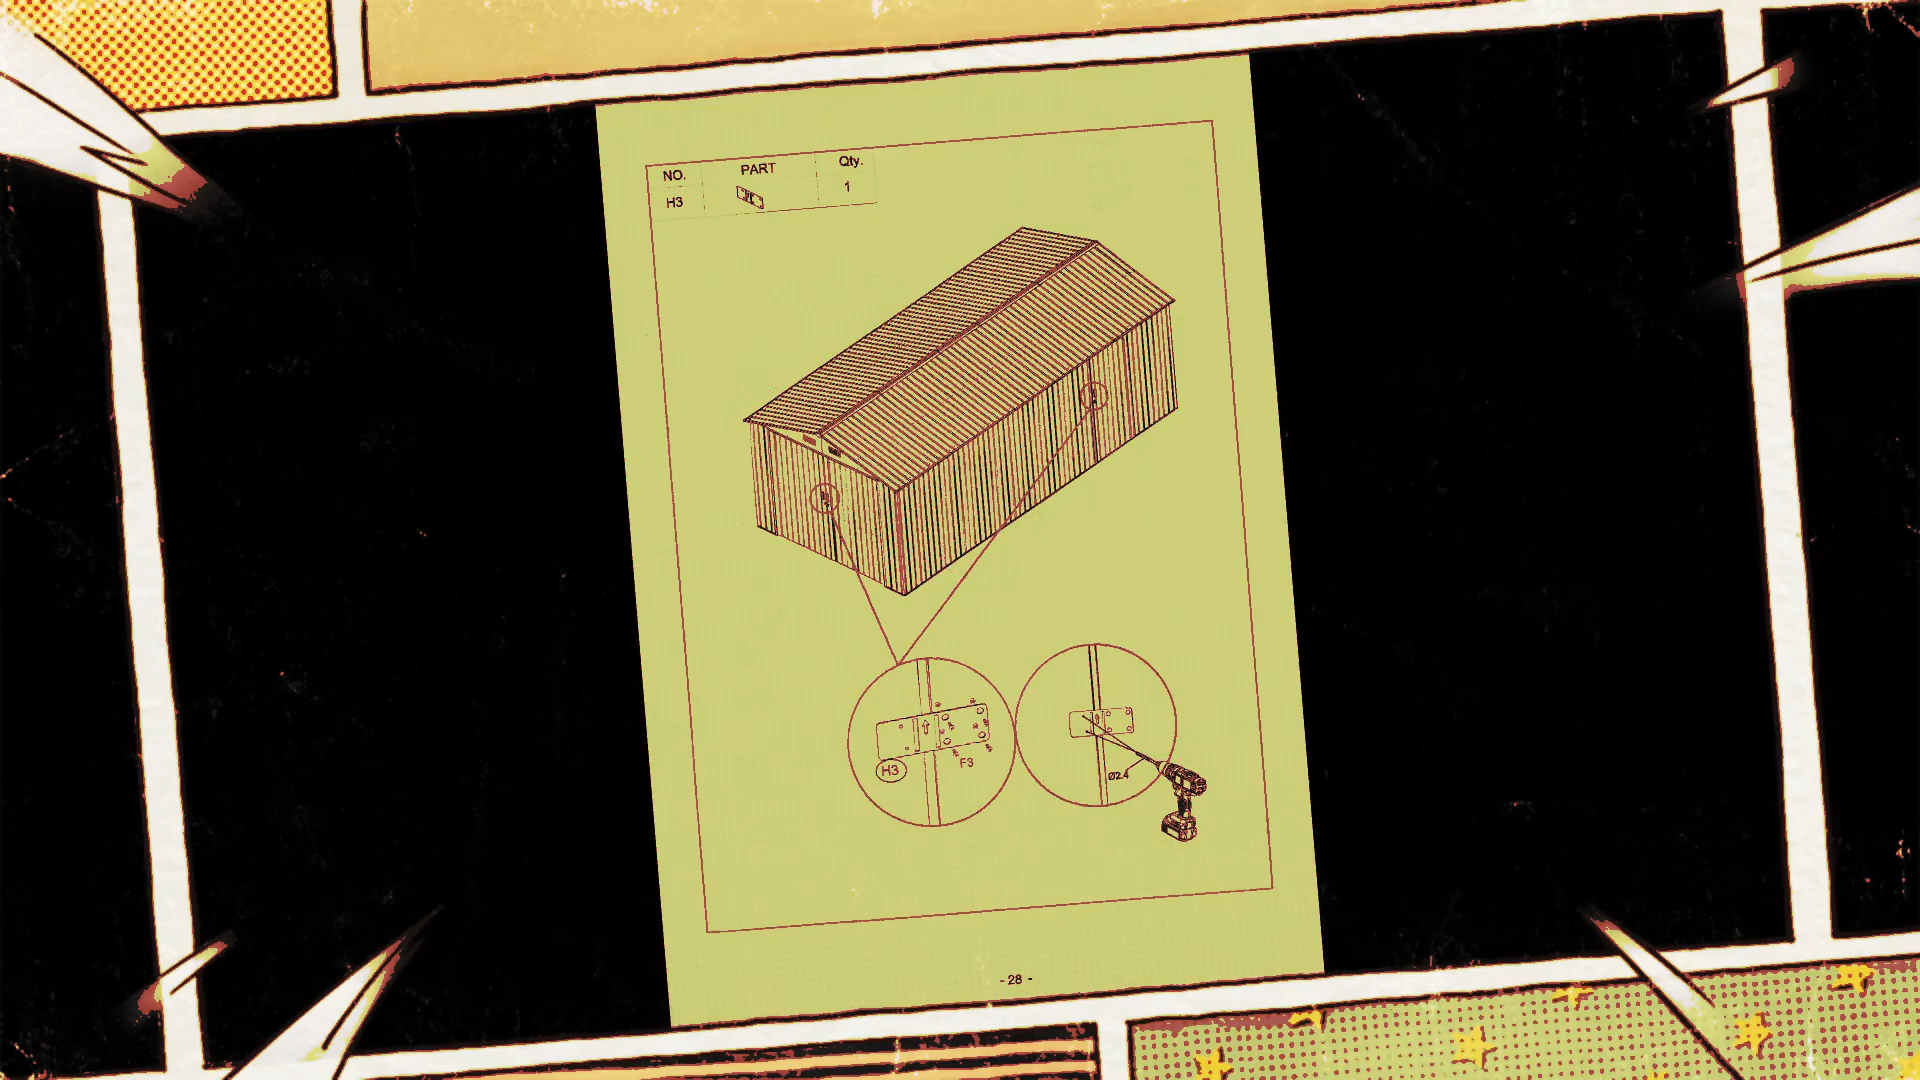 NO. PART Qty.
H3 1
H3
F3
Ø2.4
- 28 -